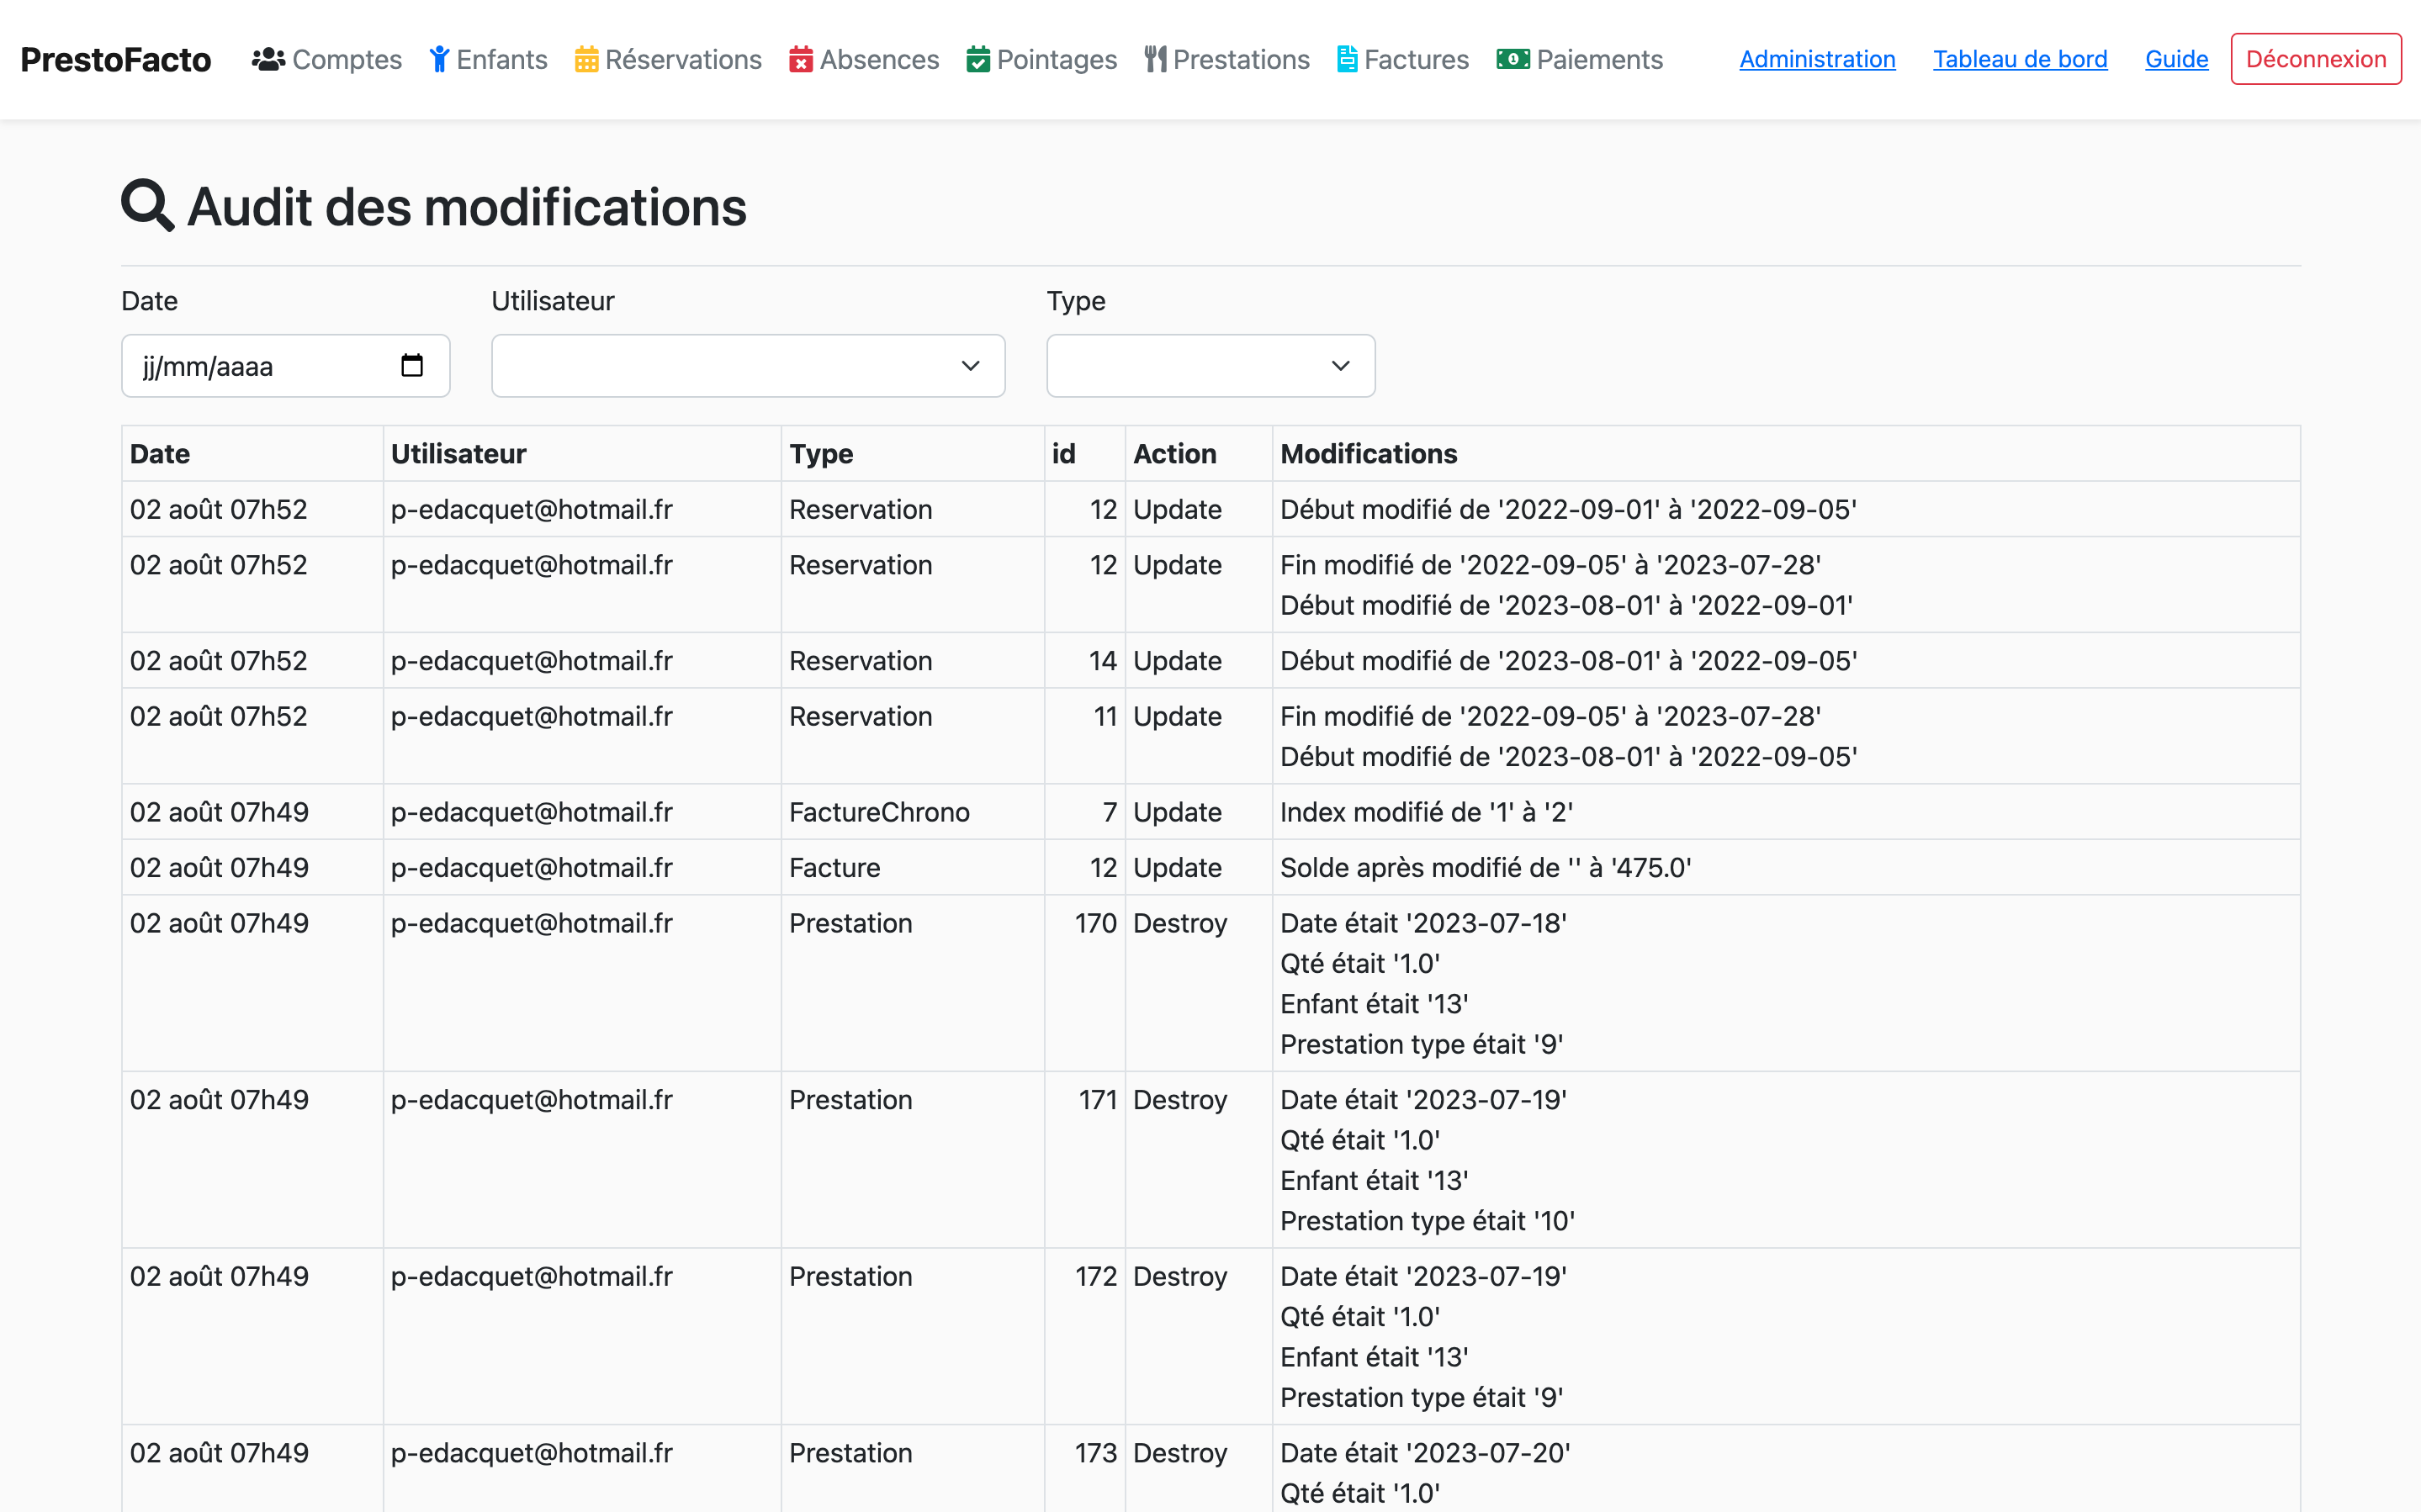 PrestoFacto Comptes Enfants Réservations Absences Pointages Prestations Factures Paiements Administration Tableau de bord Guide Déconnexion
Audit des modifications
Date Utilisateur Type
jj/mm/aaaa
Date Utilisateur Type id Action Modifications
02 août 07h52 p-edacquet@hotmail.fr Reservation 12 Update Début modifié de '2022-09-01' à '2022-09-05'
02 août 07h52 p-edacquet@hotmail.fr Reservation 12 Update Fin modifié de '2022-09-05' à '2023-07-28'
Début modifié de '2023-08-01' à '2022-09-01'
02 août 07h52 p-edacquet@hotmail.fr Reservation 14 Update Début modifié de '2023-08-01' à '2022-09-05'
02 août 07h52 p-edacquet@hotmail.fr Reservation 11 Update Fin modifié de '2022-09-05' à '2023-07-28'
Début modifié de '2023-08-01' à '2022-09-05'
02 août 07h49 p-edacquet@hotmail.fr FactureChrono 7 Update Index modifié de '1' à '2'
02 août 07h49 p-edacquet@hotmail.fr Facture 12 Update Solde après modifié de '' à '475.0'
02 août 07h49 p-edacquet@hotmail.fr Prestation 170 Destroy Date était '2023-07-18'
Qté était '1.0'
Enfant était '13'
Prestation type était '9'
02 août 07h49 p-edacquet@hotmail.fr Prestation 171 Destroy Date était '2023-07-19'
Qté était '1.0'
Enfant était '13'
Prestation type était '10'
02 août 07h49 p-edacquet@hotmail.fr Prestation 172 Destroy Date était '2023-07-19'
Qté était '1.0'
Enfant était '13'
Prestation type était '9'
02 août 07h49 p-edacquet@hotmail.fr Prestation 173 Destroy Date était '2023-07-20'
Qté était '1.0'